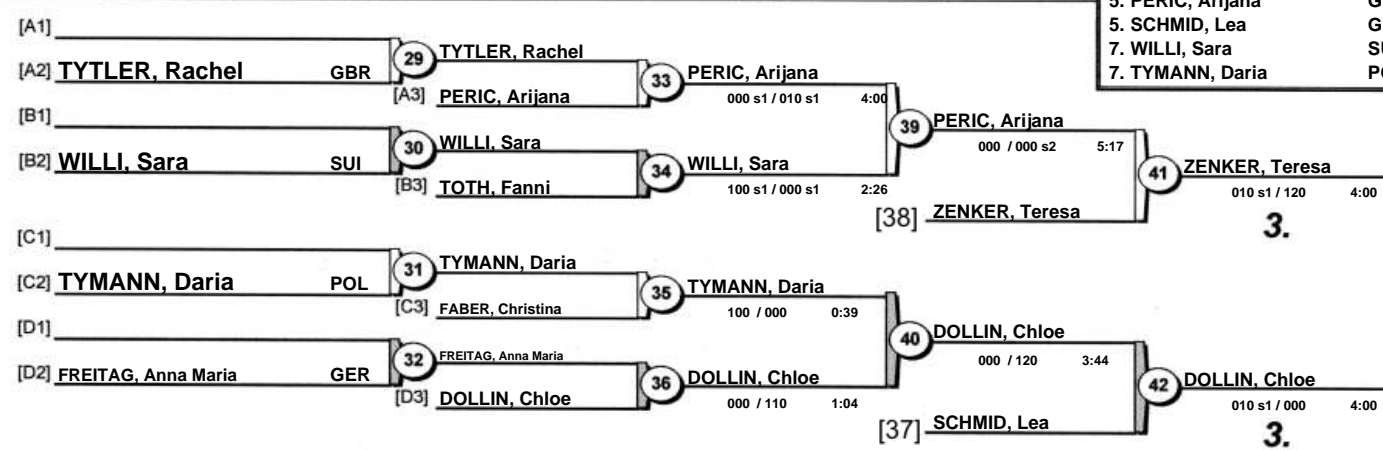 5. PERIC, Arijana G
5. SCHMID, Lea G
7. WILLI, Sara SU
7. TYMANN, Daria PO
[A1]
[A2] TYTLER, Rachel GBR 29 TYTLER, Rachel
[A3] PERIC, Arijana 33 PERIC, Arijana
000 s1 / 010 s1 4:00
[B1]
[B2] WILLI, Sara SUI 30 WILLI, Sara
[B3] TOTH, Fanni 34 WILLI, Sara
100 s1 / 000 s1 2:26
39 PERIC, Arijana
000 / 000 s2 5:17
[38] ZENKER, Teresa
41 ZENKER, Teresa
010 s1 / 120 4:00
3.
[C1]
[C2] TYMANN, Daria POL 31 TYMANN, Daria
[C3] FABER, Christina 35 TYMANN, Daria
100 / 000 0:39
[D1]
[D2] FREITAG, Anna Maria GER 32 FREITAG, Anna Maria
[D3] DOLLIN, Chloe 36 DOLLIN, Chloe
000 / 110 1:04
40 DOLLIN, Chloe
000 / 120 3:44
[37] SCHMID, Lea
42 DOLLIN, Chloe
010 s1 / 000 4:00
3.